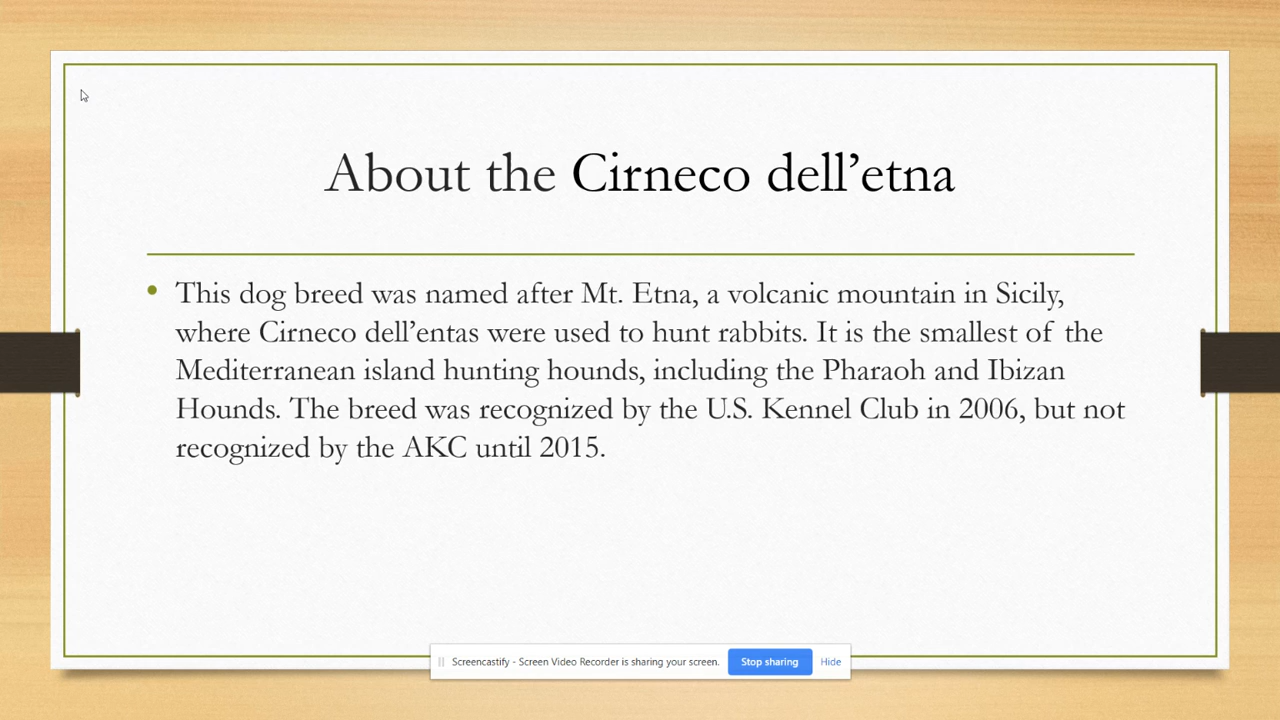 About the Cirneco dell’etna
• This dog breed was named after Mt. Etna, a volcanic mountain in Sicily,
where Cirneco dell’entas were used to hunt rabbits. It is the smallest of the
Mediterranean island hunting hounds, including the Pharaoh and Ibizan
Hounds. The breed was recognized by the U.S. Kennel Club in 2006, but not
recognized by the AKC until 2015.
Screencastify - Screen Video Recorder is sharing your screen. Stop sharing Hide